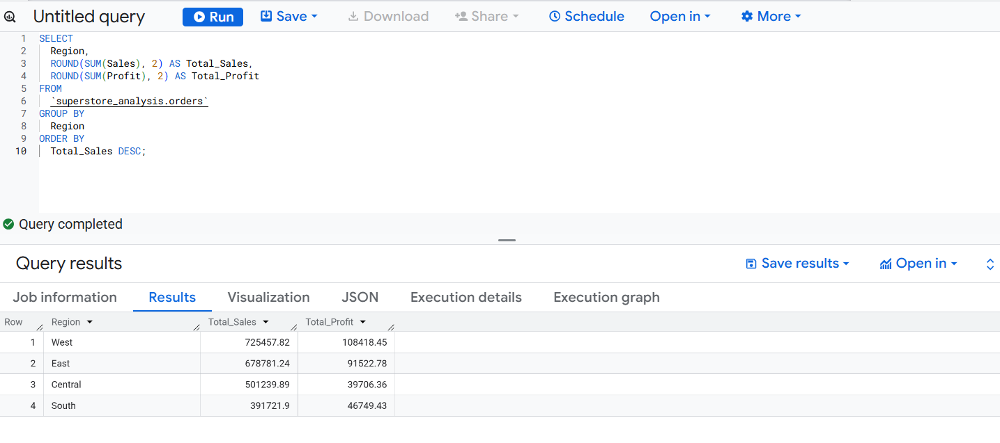 Untitled query Run Save Download Share Schedule Open in More
1 SELECT
2 Region,
3 ROUND(SUM(Sales), 2) AS Total_Sales,
4 ROUND(SUM(Profit), 2) AS Total_Profit
5 FROM
6 `superstore_analysis.orders`
7 GROUP BY
8 Region
9 ORDER BY
10 Total_Sales DESC;
Query completed
Query results Save results Open in
Job information Results Visualization JSON Execution details Execution graph
Row Region Total_Sales Total_Profit
1 West 725457.82 108418.45
2 East 678781.24 91522.78
3 Central 501239.89 39706.36
4 South 391721.9 46749.43